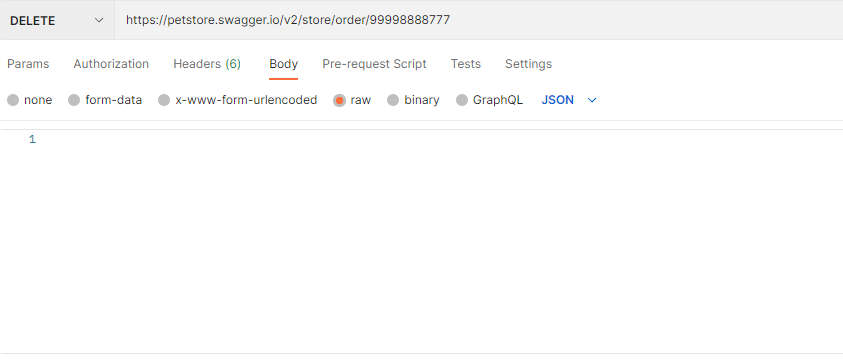 DELETE https://petstore.swagger.io/v2/store/order/99998888777
Params Authorization Headers (6) Body Pre-request Script Tests Settings
none form-data x-www-form-urlencoded raw binary GraphQL JSON
1